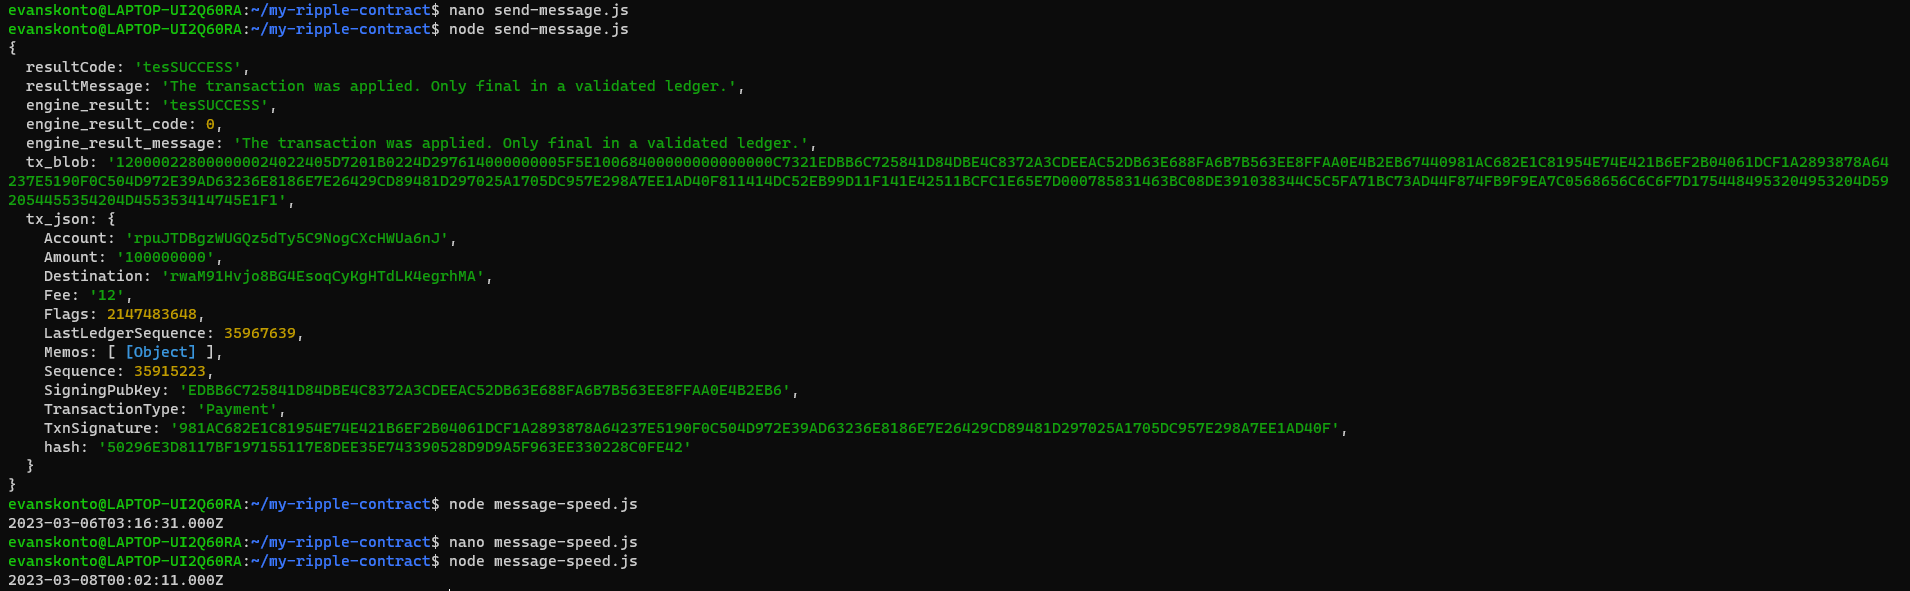 evanskonto@LAPTOP-UI2Q60RA:~/my-ripple-contract$ nano send-message.js
evanskonto@LAPTOP-UI2Q60RA:~/my-ripple-contract$ node send-message.js
{
  resultCode: 'tesSUCCESS',
  resultMessage: 'The transaction was applied. Only final in a validated ledger.',
  engine_result: 'tesSUCCESS',
  engine_result_code: 0,
  engine_result_message: 'The transaction was applied. Only final in a validated ledger.',
  tx_blob: '120000228000000024022405D7201B0224D297614000000005F5E10068400000000000000C7321EDBB6C725841D84DBE4C8372A3CDEEAC52DB63E688FA6B7B563EE8FFAA0E4B2EB67440981AC682E1C81954E74E421B6EF2B04061DCF1A2893878A64
237E5190F0C504D972E39AD63236E8186E7E26429CD89481D297025A1705DC957E298A7EE1AD40F811414DC52EB99D11F141E42511BCFC1E65E7D000785831463BC08DE391038344C5C5FA71BC73AD44F874FB9F9EA7C0568656C6C6F7D1754484953204953204D59
2054455354204D455353414745E1F1',
  tx_json: {
    Account: 'rpuJTDBgzWUGQz5dTy5C9NogCXcHWUa6nJ',
    Amount: '100000000',
    Destination: 'rwaM91Hvjo8BG4EsoqCyKgHTdLK4egrhMA',
    Fee: '12',
    Flags: 2147483648,
    LastLedgerSequence: 35967639,
    Memos: [ [Object] ],
    Sequence: 35915223,
    SigningPubKey: 'EDBB6C725841D84DBE4C8372A3CDEEAC52DB63E688FA6B7B563EE8FFAA0E4B2EB6',
    TransactionType: 'Payment',
    TxnSignature: '981AC682E1C81954E74E421B6EF2B04061DCF1A2893878A64237E5190F0C504D972E39AD63236E8186E7E26429CD89481D297025A1705DC957E298A7EE1AD40F',
    hash: '50296E3D8117BF197155117E8DEE35E743390528D9D9A5F963EE330228C0FE42'
  }
}
evanskonto@LAPTOP-UI2Q60RA:~/my-ripple-contract$ node message-speed.js
2023-03-06T03:16:31.000Z
evanskonto@LAPTOP-UI2Q60RA:~/my-ripple-contract$ nano message-speed.js
evanskonto@LAPTOP-UI2Q60RA:~/my-ripple-contract$ node message-speed.js
2023-03-08T00:02:11.000Z